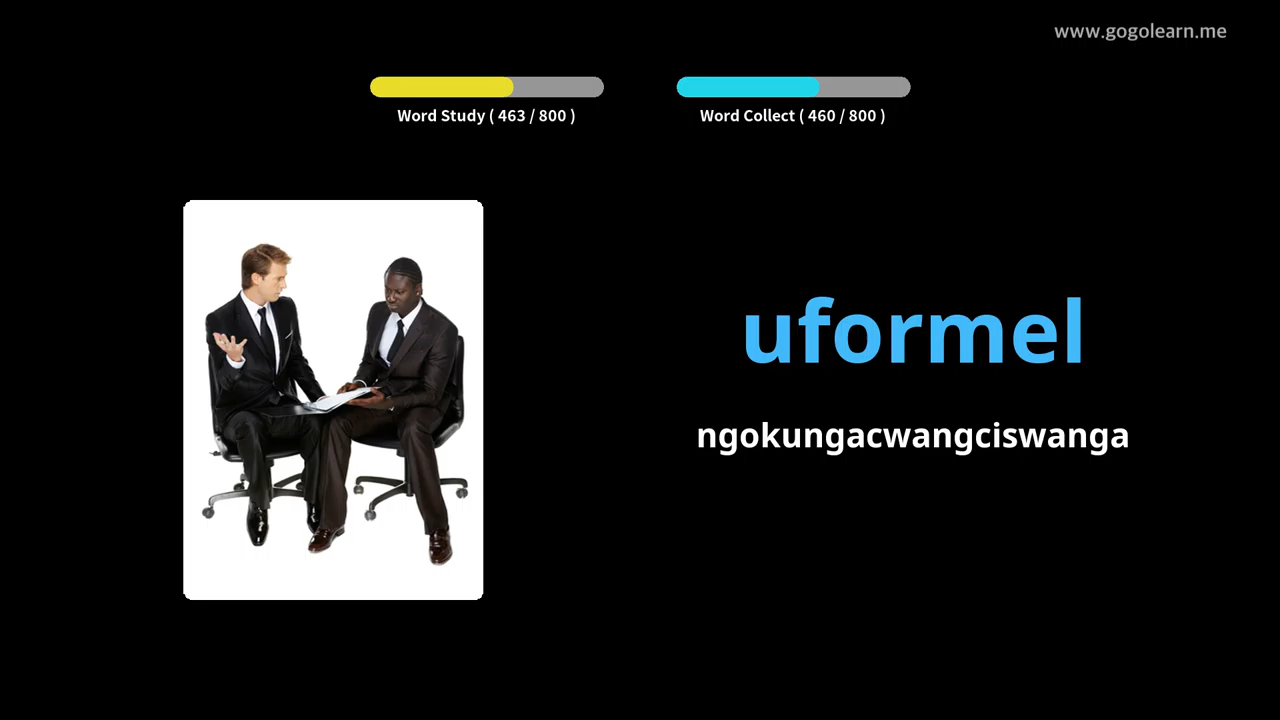 www.gogolearn.me
Word Study ( 463 / 800 )
Word Collect ( 460 / 800 )
uformel
ngokungacwangciswanga